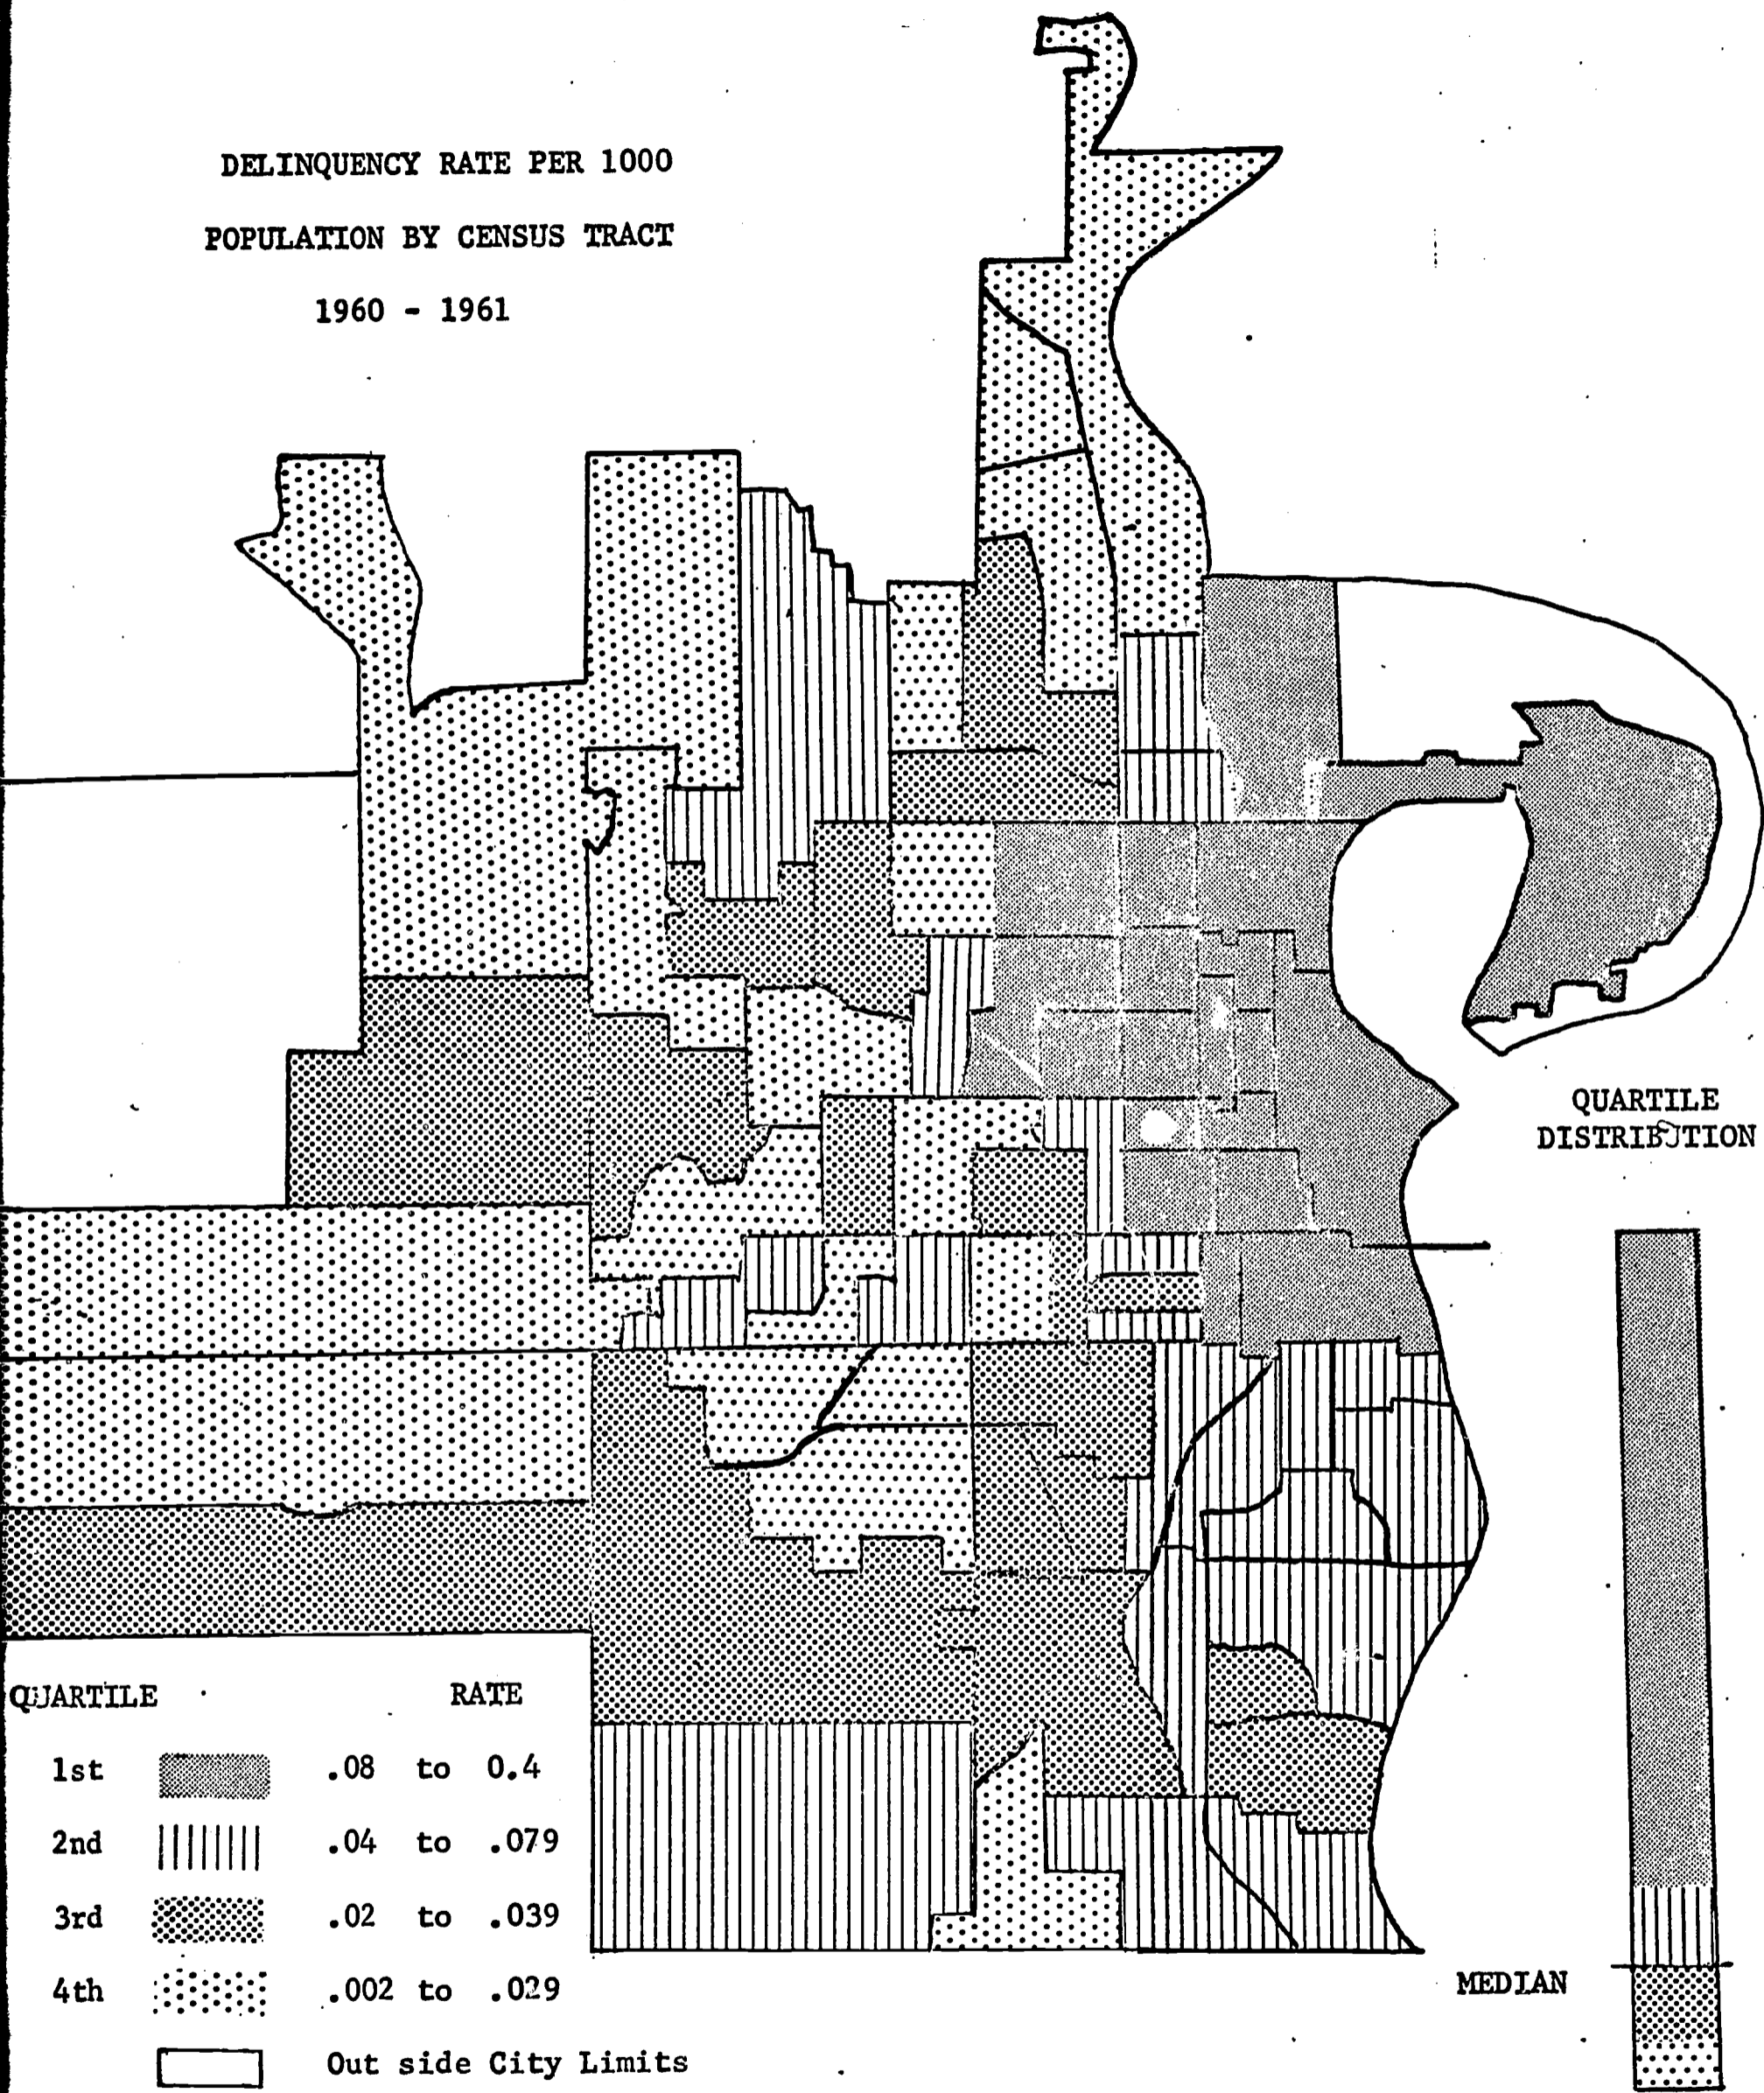 DELINQUENCY RATE PER 1000
POPULATION BY CENSUS TRACT
1960 - 1961
QUARTILE
DISTRIBUTION
QUARTILE RATE
1st .08 to 0.4
2nd .04 to .079
3rd .02 to .039
4th .002 to .029
Out side City Limits
MEDIAN